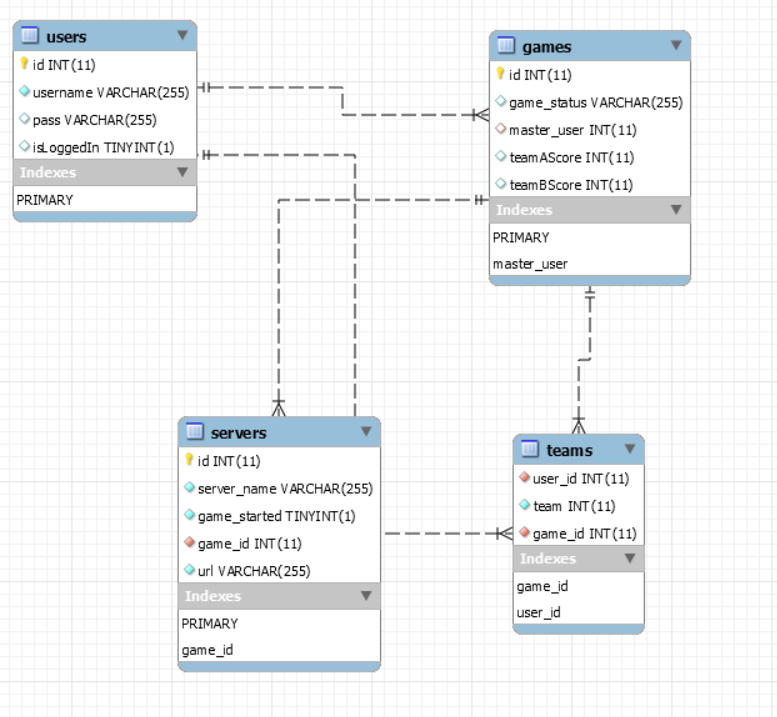 users
id INT(11)
username VARCHAR(255)
pass VARCHAR(255)
isLoggedIn TINYINT(1)
Indexes
PRIMARY
games
id INT(11)
game_status VARCHAR(255)
master_user INT(11)
teamAScore INT(11)
teamBScore INT(11)
Indexes
PRIMARY
master_user
servers
id INT(11)
server_name VARCHAR(255)
game_started TINYINT(1)
game_id INT(11)
url VARCHAR(255)
Indexes
PRIMARY
game_id
teams
user_id INT(11)
team INT(11)
game_id INT(11)
Indexes
game_id
user_id